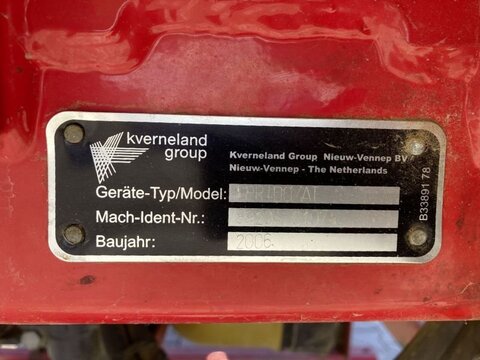 kverneland
group
Kverneland Group Nieuw-Vennep BV
Nieuw-Vennep - The Netherlands
Geräte-Typ/Model:
Mach-Ident-Nr.:
Baujahr: 2006
B33891 78